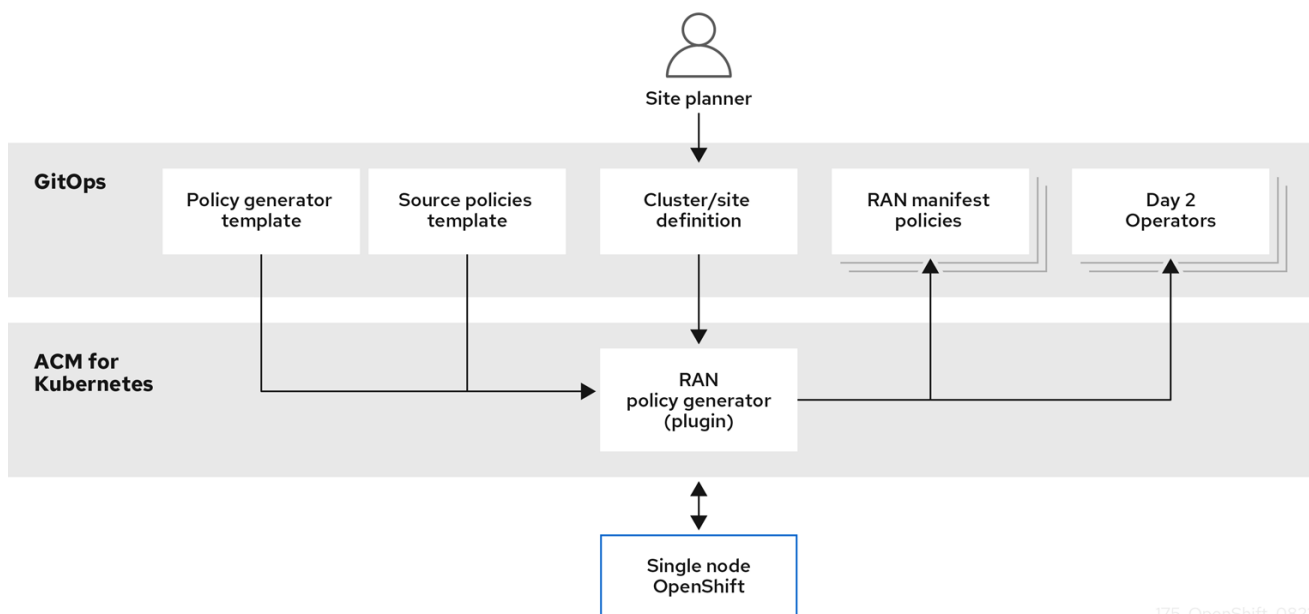 Site planner
GitOps
Policy generator
template
Source policies
template
Cluster/site
definition
RAN manifest
policies
Day 2
Operators
ACM for
Kubernetes
RAN
policy generator
(plugin)
Single node
OpenShift